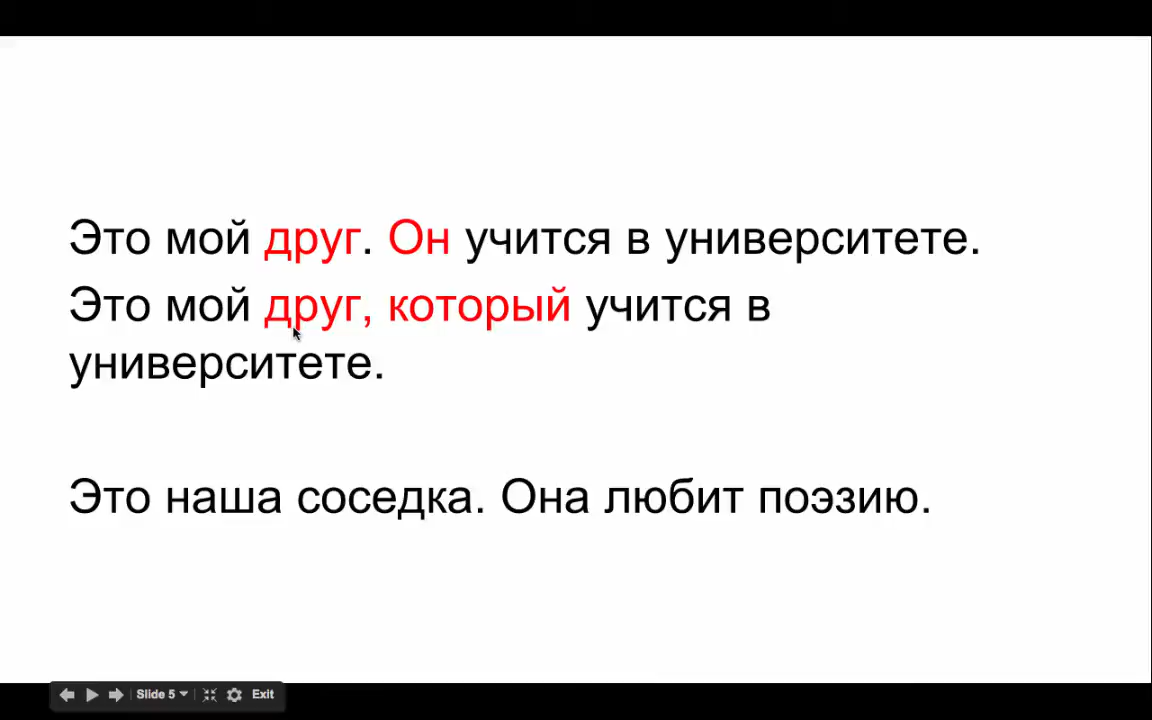 Это мой друг. Он учится в университете.
Это мой друг, который учится в
университете.
Это наша соседка. Она любит поэзию.
Slide 5 Exit